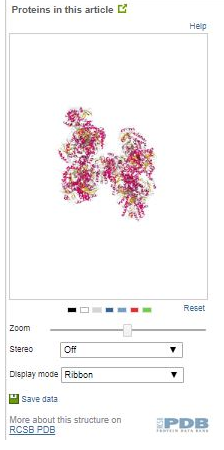 Proteins in this article
Help
Reset
Zoom
Stereo Off
Display mode Ribbon
Save data
More about this structure on
RCSB PDB
PDB